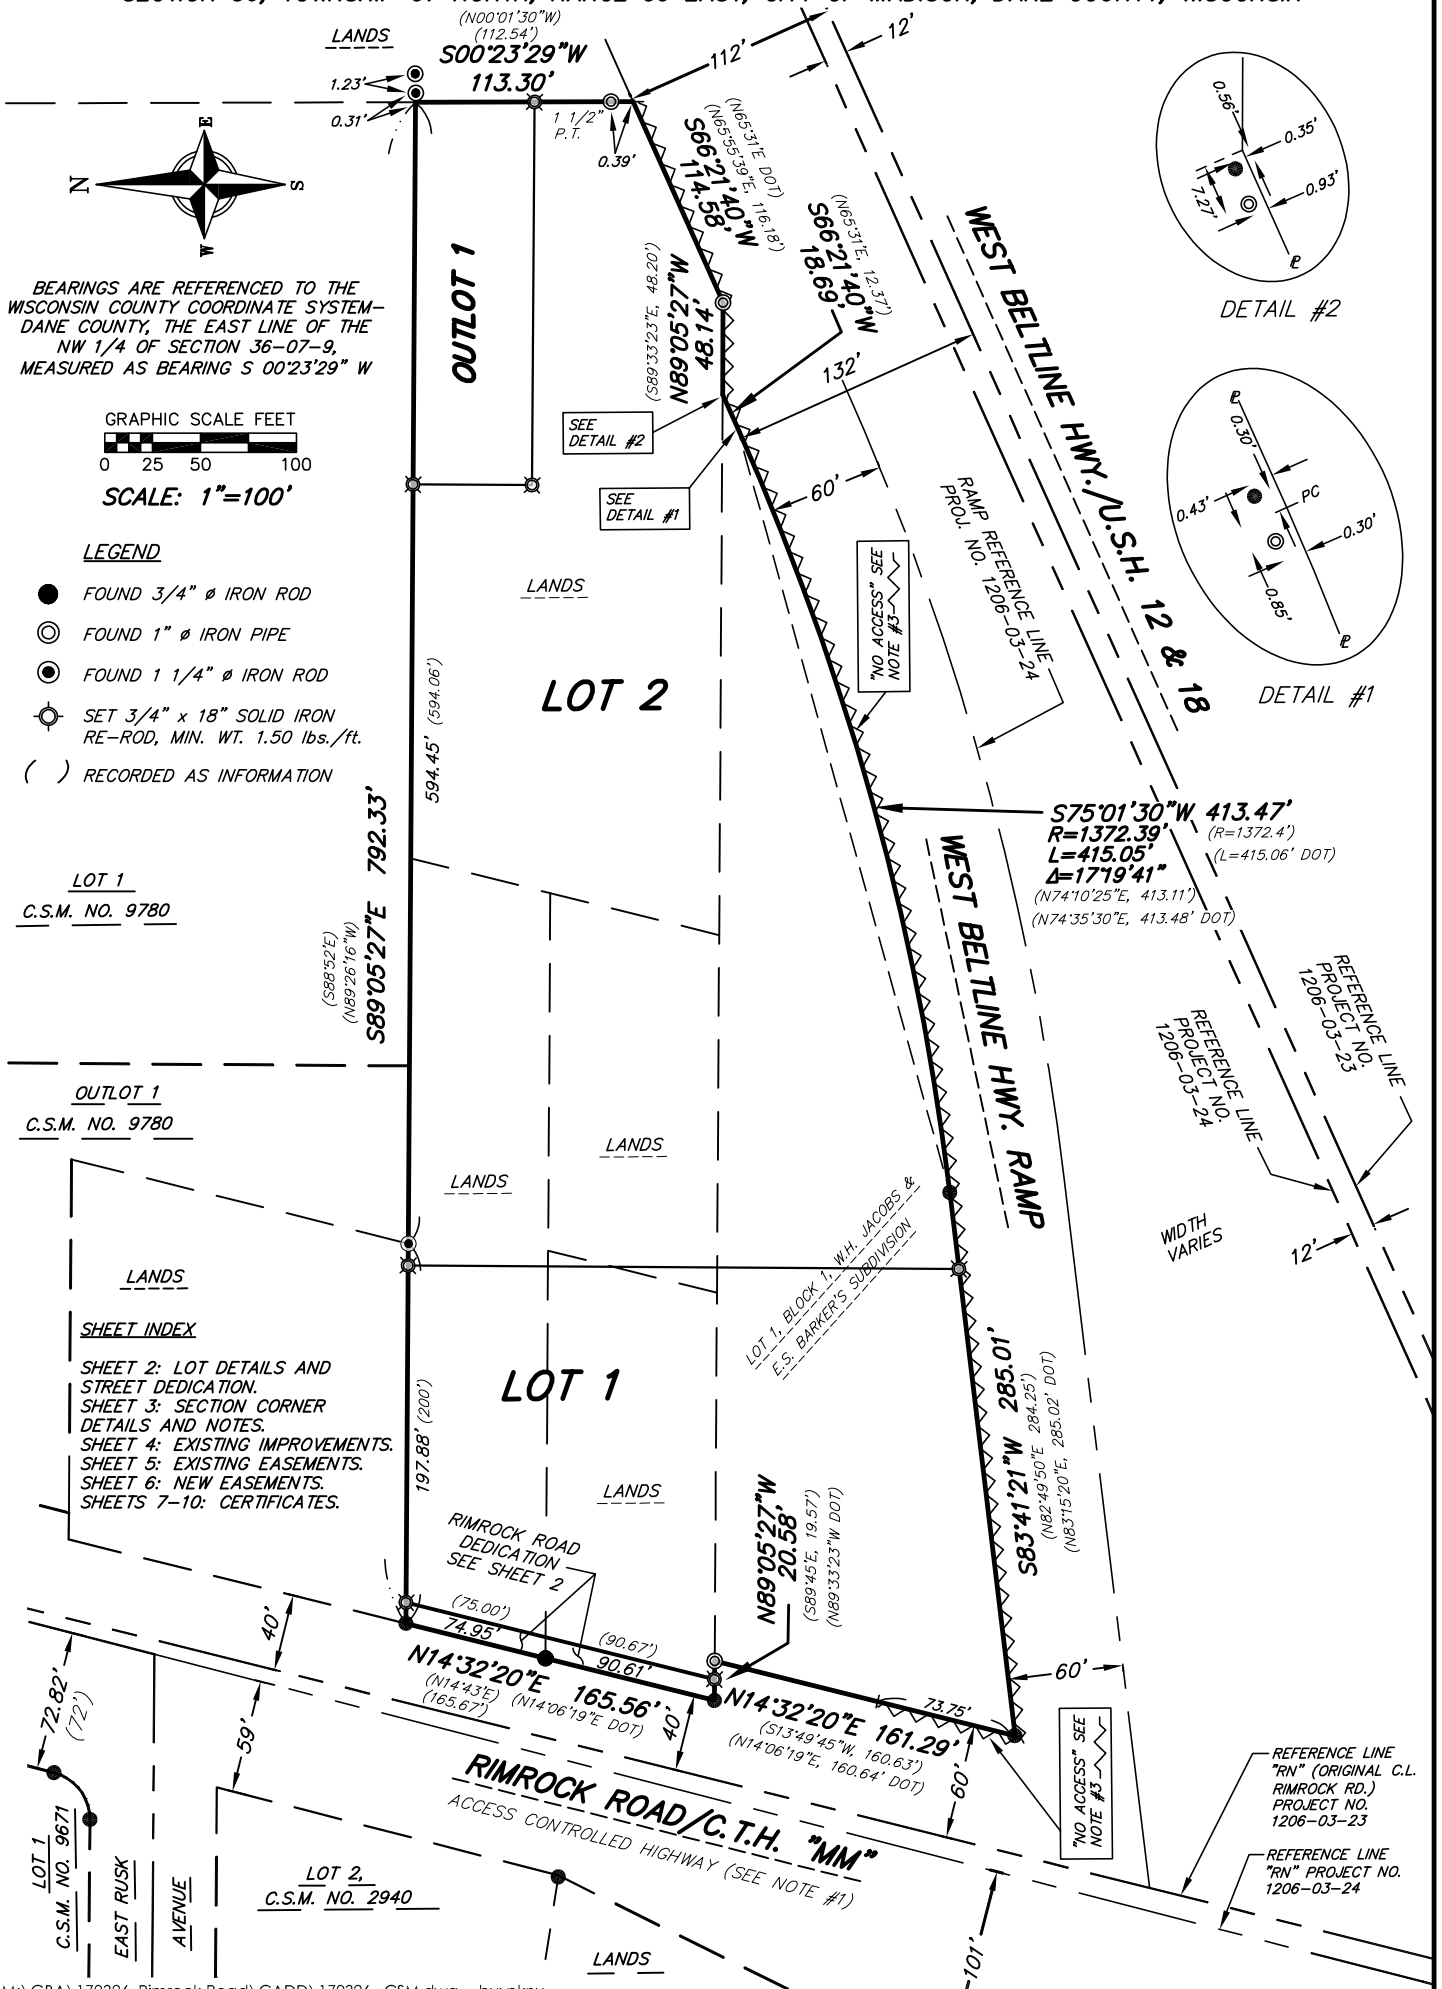 LANDS
(N00°01'30"W)
(112.54')
S00°23'29"W
113.30'
1.23'
0.31'
1 1/2"
P.T.
0.39'
112'
12'
N
E
S
W
BEARINGS ARE REFERENCED TO THE
WISCONSIN COUNTY COORDINATE SYSTEM–
DANE COUNTY, THE EAST LINE OF THE
NW 1/4 OF SECTION 36–07–9,
MEASURED AS BEARING S 00°23'29" W
GRAPHIC SCALE FEET
0 25 50 100
SCALE: 1"=100'
LEGEND
FOUND 3/4" ø IRON ROD
FOUND 1" ø IRON PIPE
FOUND 1 1/4" ø IRON ROD
SET 3/4" x 18" SOLID IRON
RE–ROD, MIN. WT. 1.50 lbs./ft.
( ) RECORDED AS INFORMATION
OUTLOT 1
(N65°31'E DOT)
(N65°55'39"E, 116.18')
S66°21'40"W
114.58'
(S89°33'23"E, 48.20')
N89°05'27"W
48.14'
(N65°31'E, 12.37')
S66°21'40"W
18.69'
132'
60'
SEE
DETAIL #2
SEE
DETAIL #1
0.56'
0.35'
0.93'
7.27'
DETAIL #2
0.30'
0.43'
PC
0.30'
0.85'
DETAIL #1
WEST BELTLINE HWY./U.S.H. 12 & 18
RAMP REFERENCE LINE
PROJ. NO. 1206–03–24
"NO ACCESS" SEE
NOTE #3
LANDS
LOT 2
594.45' (594.06')
(S88°52'E)
(N89°26'16"W)
S89°05'27"E 792.33'
LOT 1
C.S.M. NO. 9780
OUTLOT 1
C.S.M. NO. 9780
S75°01'30"W 413.47'
R=1372.39'
(R=1372.4')
L=415.05'
(L=415.06' DOT)
Δ=17°19'41"
(N74°10'25"E, 413.11')
(N74°35'30"E, 413.48' DOT)
WEST BELTLINE HWY. RAMP
REFERENCE LINE
PROJECT NO.
1206–03–23
REFERENCE LINE
PROJECT NO.
1206–03–24
WIDTH
VARIES
12'
LANDS
LANDS
LANDS
LOT 1, BLOCK 1, W.H. JACOBS &
E.S. BARKER'S SUBDIVISION
SHEET INDEX
SHEET 2: LOT DETAILS AND
STREET DEDICATION.
SHEET 3: SECTION CORNER
DETAILS AND NOTES.
SHEET 4: EXISTING IMPROVEMENTS.
SHEET 5: EXISTING EASEMENTS.
SHEET 6: NEW EASEMENTS.
SHEETS 7–10: CERTIFICATES.
LOT 1
197.88' (200')
LANDS
S83°41'21"W 285.01'
(N82°49'50"E 284.25')
(N83°15'20"E, 285.02' DOT)
N89°05'27"W
20.58'
(S89°45'E, 19.57')
(N89°33'23"W DOT)
RIMROCK ROAD
DEDICATION
SEE SHEET 2
(75.00')
74.95'
(90.67')
90.61'
N14°32'20"E 165.56'
(N14°43'E) (N14°06'19"E DOT)
(165.67')
40'
40'
73.75'
N14°32'20"E 161.29'
(S13°49'45"W, 160.63')
(N14°06'19"E, 160.64' DOT)
60'
60'
"NO ACCESS" SEE
NOTE #3
72.82'
(72')
59'
RIMROCK ROAD/C.T.H. "MM"
ACCESS CONTROLLED HIGHWAY (SEE NOTE #1)
REFERENCE LINE
"RN" (ORIGINAL C.L.
RIMROCK RD.)
PROJECT NO.
1206–03–23
REFERENCE LINE
"RN" PROJECT NO.
1206–03–24
LOT 1
C.S.M. NO. 9671
EAST RUSK
AVENUE
LOT 2,
C.S.M. NO. 2940
LANDS
101'